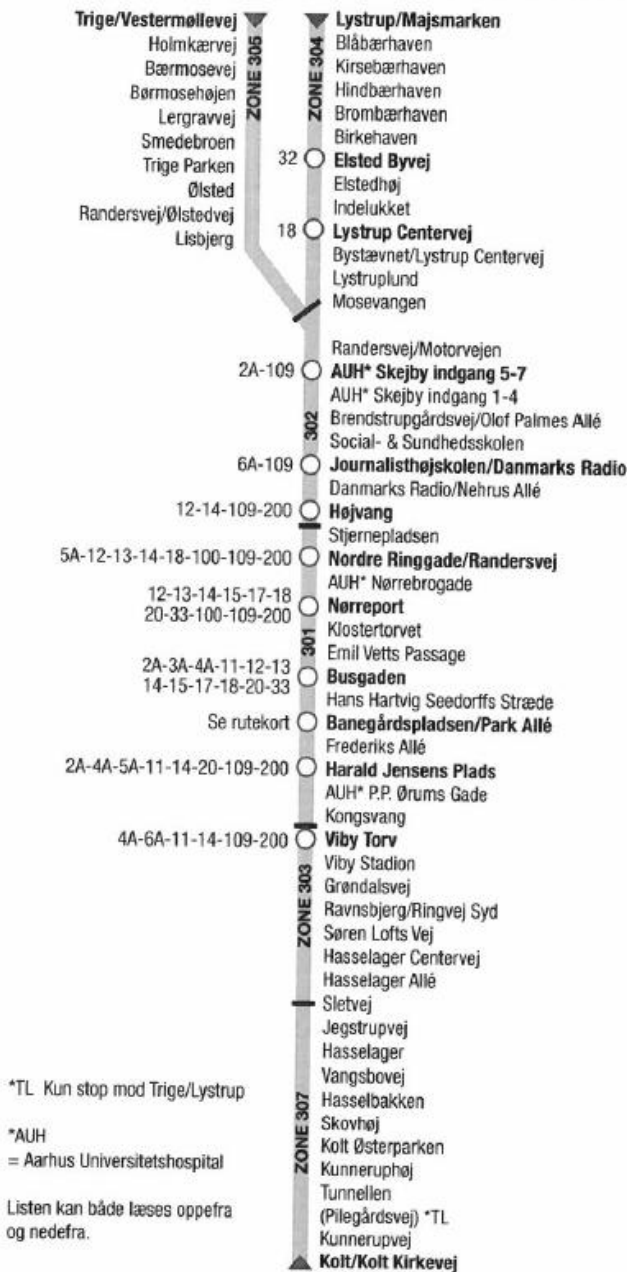 Trige/Vestermøllevej
Holmkærvej
Bærmosevej
Børmosehøjen
Lergravvej
Smedebroen
Trige Parken
Ølsted
Randersvej/Ølstedvej
Lisbjerg
ZONE 305
ZONE 304
Lystrup/Majsmarken
Blåbærhaven
Kirsebærhaven
Hindbærhaven
Brombærhaven
Birkehaven
32 Elsted Byvej
Elstedhøj
Indelukket
18 Lystrup Centervej
Bystævnet/Lystrup Centervej
Lystruplund
Mosevangen
Randersvej/Motorvejen
2A-109 AUH* Skejby indgang 5-7
AUH* Skejby indgang 1-4
302
Brendstrupgårdsvej/Olof Palmes Allé
Social- & Sundhedsskolen
6A-109 Journalisthøjskolen/Danmarks Radio
Danmarks Radio/Nehrus Allé
12-14-109-200 Højvang
Stjernepladsen
5A-12-13-14-18-100-109-200 Nordre Ringgade/Randersvej
AUH* Nørrebrogade
12-13-14-15-17-18
20-33-100-109-200 Nørreport
Klostertorvet
301
Emil Vetts Passage
2A-3A-4A-11-12-13
14-15-17-18-20-33 Busgaden
Hans Hartvig Seedorffs Stræde
Se rutekort Banegårdspladsen/Park Allé
Frederiks Allé
2A-4A-5A-11-14-20-109-200 Harald Jensens Plads
AUH* P.P. Ørums Gade
Kongsvang
4A-6A-11-14-109-200 Viby Torv
Viby Stadion
Grøndalsvej
ZONE 303
Ravnsbjerg/Ringvej Syd
Søren Lofts Vej
Hasselager Centervej
Hasselager Allé
Sletvej
Jegstrupvej
Hasselager
Vangsbovej
Hasselbakken
Skovhøj
ZONE 307
Kolt Østerparken
Kunneruphøj
Tunnellen
(Pilegårdsvej) *TL
Kunnerupvej
Kolt/Kolt Kirkevej
*TL Kun stop mod Trige/Lystrup
*AUH
= Aarhus Universitetshospital
Listen kan både læses oppefra
og nedefra.